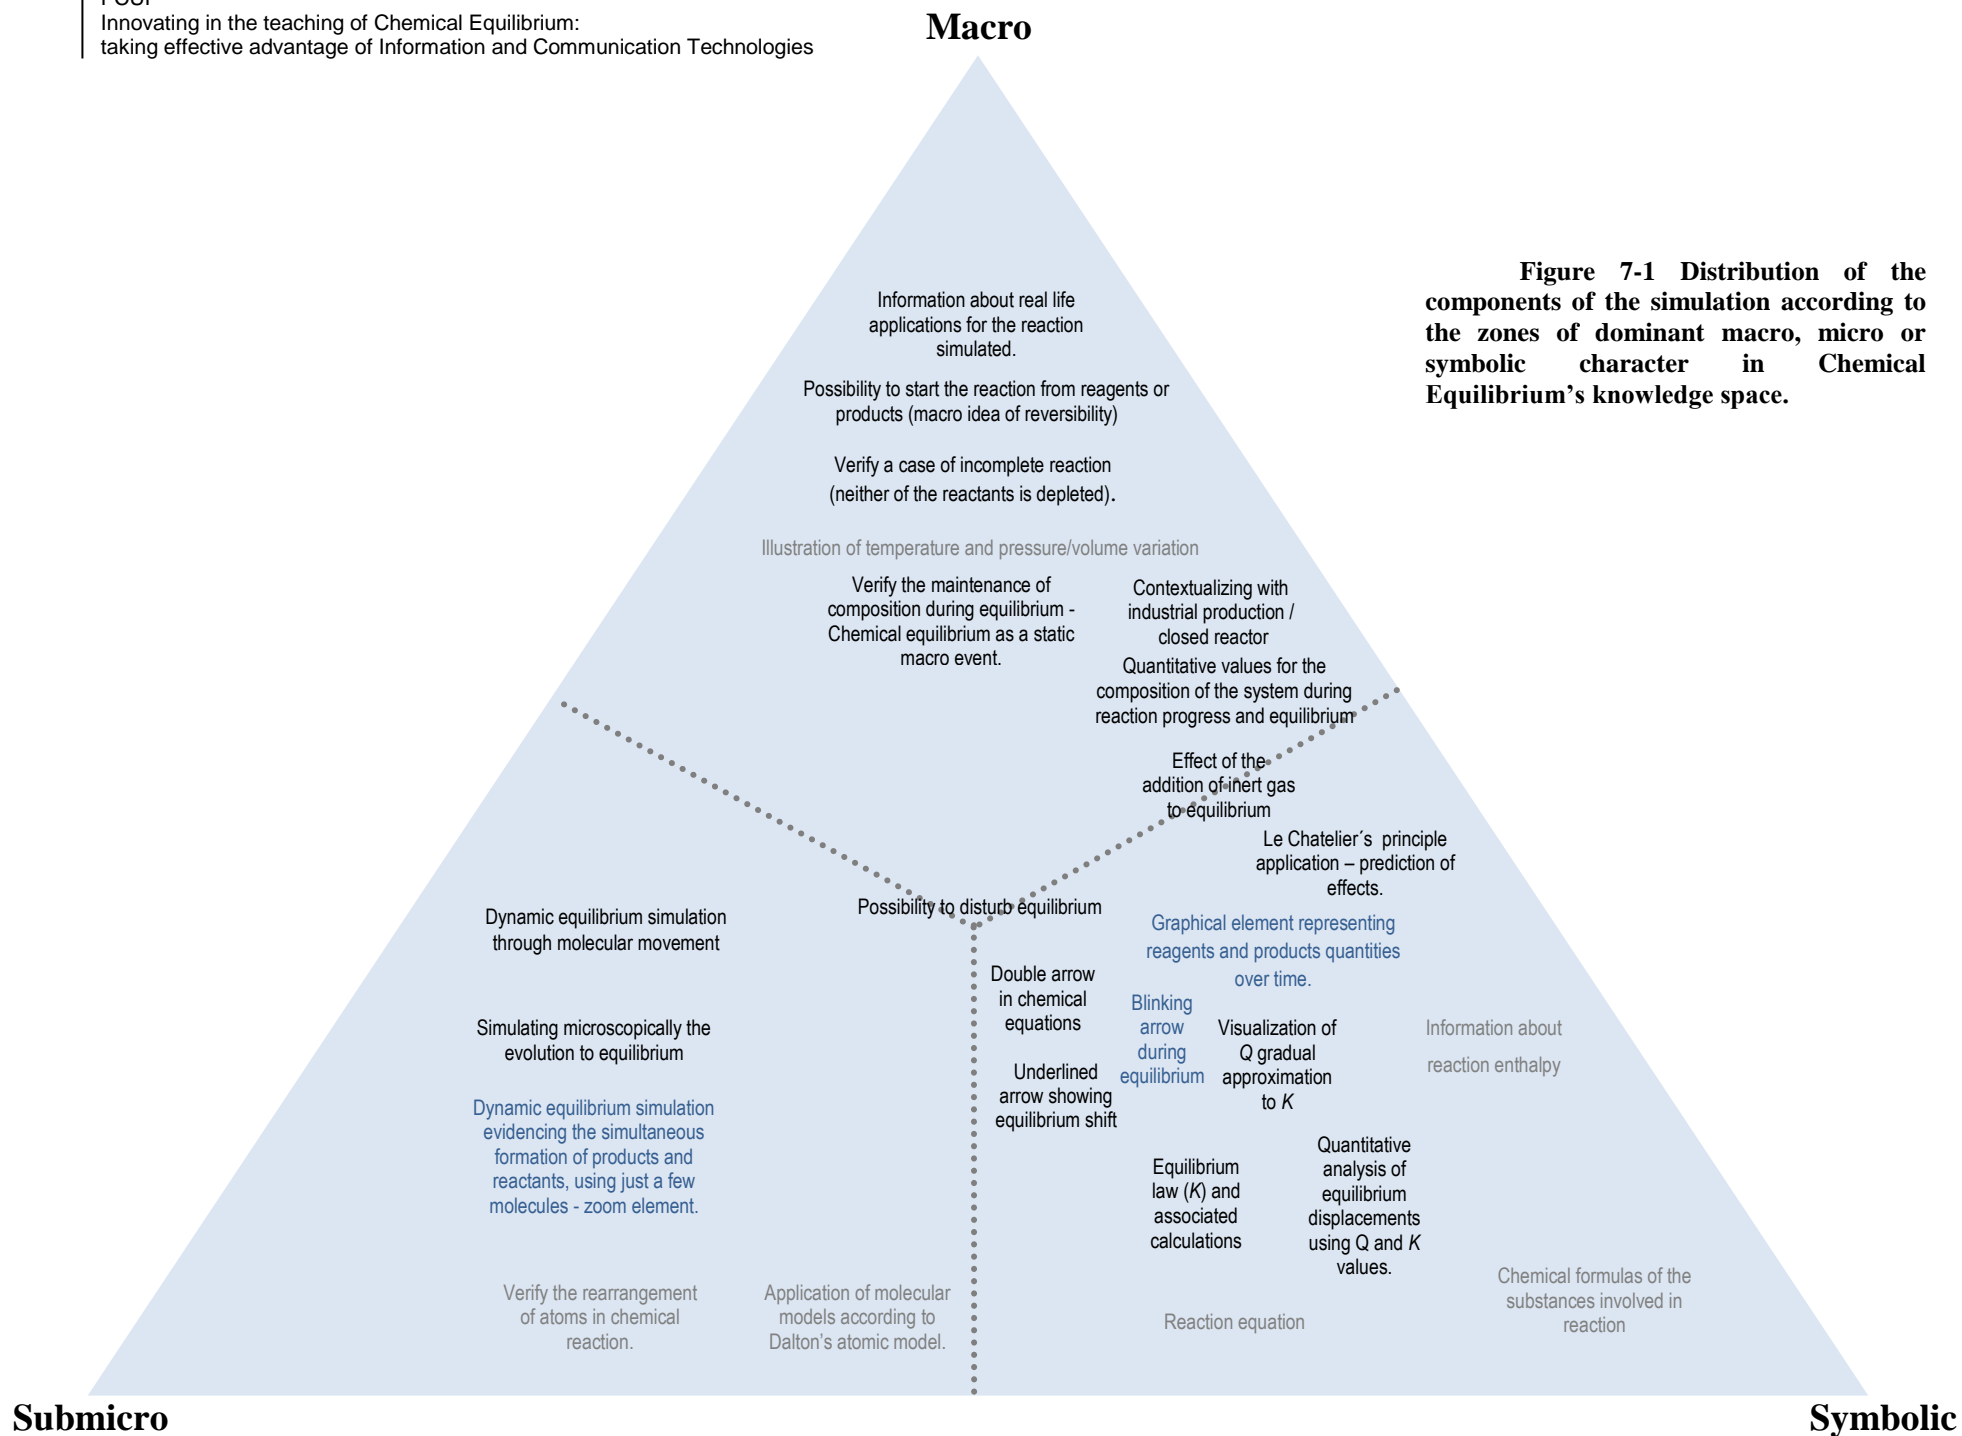 Innovating in the teaching of Chemical Equilibrium:
taking effective advantage of Information and Communication Technologies
Macro
Figure 7-1 Distribution of the
components of the simulation according to
the zones of dominant macro, micro or
symbolic character in Chemical
Equilibrium’s knowledge space.
Information about real life
applications for the reaction
simulated.
Possibility to start the reaction from reagents or
products (macro idea of reversibility)
Verify a case of incomplete reaction
(neither of the reactants is depleted).
Illustration of temperature and pressure/volume variation
Verify the maintenance of
composition during equilibrium -
Chemical equilibrium as a static
macro event.
Contextualizing with
industrial production /
closed reactor
Quantitative values for the
composition of the system during
reaction progress and equilibrium
Effect of the
addition of inert gas
to equilibrium
Le Chatelier´s principle
application – prediction of
effects.
Possibility to disturb equilibrium
Dynamic equilibrium simulation
through molecular movement
Simulating microscopically the
evolution to equilibrium
Dynamic equilibrium simulation
evidencing the simultaneous
formation of products and
reactants, using just a few
molecules - zoom element.
Verify the rearrangement
of atoms in chemical
reaction.
Application of molecular
models according to
Dalton’s atomic model.
Graphical element representing
reagents and products quantities
over time.
Double arrow
in chemical
equations
Blinking
arrow
during
equilibrium
Visualization of
Q gradual
approximation
to K
Information about
reaction enthalpy
Underlined
arrow showing
equilibrium shift
Equilibrium
law (K) and
associated
calculations
Quantitative
analysis of
equilibrium
displacements
using Q and K
values.
Reaction equation
Chemical formulas of the
substances involved in
reaction
Submicro
Symbolic